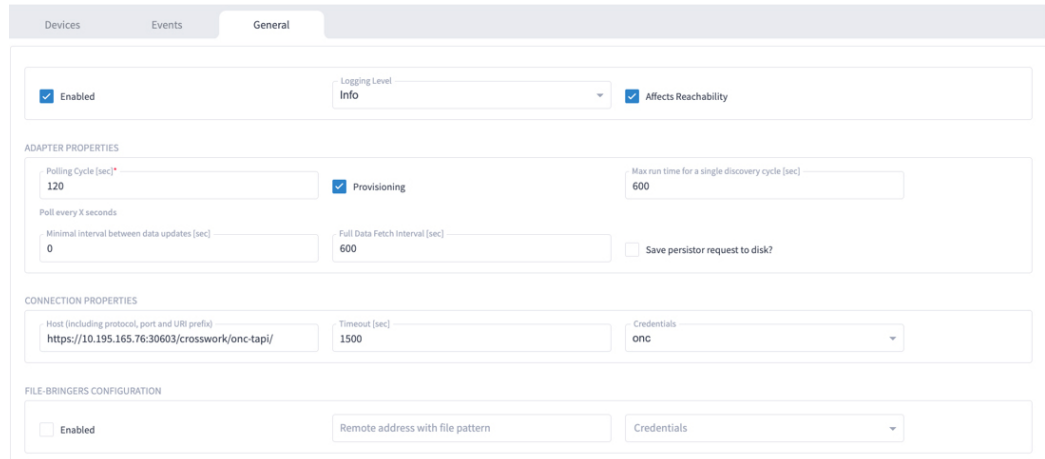 Devices Events General
Logging Level
Enabled Info Affects Reachability
ADAPTER PROPERTIES
Polling Cycle [sec]* Max run time for a single discovery cycle [sec]
120 Provisioning 600
Poll every X seconds
Minimal interval between data updates [sec] Full Data Fetch Interval [sec]
0 600 Save persistor request to disk?
CONNECTION PROPERTIES
Host (including protocol, port and URI prefix) Timeout [sec] Credentials
https://10.195.165.76:30603/crosswork/onc-tapi/ 1500 onc
FILE-BRINGERS CONFIGURATION
Enabled Remote address with file pattern Credentials